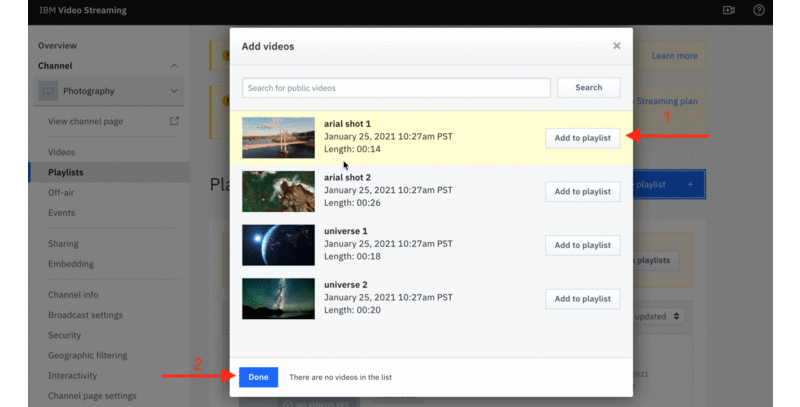 IBM Video Streaming
Overview
Channel
Photography
View channel page
Videos
Playlists
Off-air
Events
Sharing
Embedding
Channel info
Broadcast settings
Security
Geographic filtering
Interactivity
Channel page settings
Learn more
Streaming plan
1
Pla
playlist +
playlists
updated
2021
NO VIDEOS YET
Add videos
×
Search for public videos
Search
arial shot 1
January 25, 2021 10:27am PST
Length: 00:14
Add to playlist
arial shot 2
January 25, 2021 10:27am PST
Length: 00:26
Add to playlist
universe 1
January 25, 2021 10:27am PST
Length: 00:18
Add to playlist
universe 2
January 25, 2021 10:27am PST
Length: 00:20
Add to playlist
2
Done
There are no videos in the list